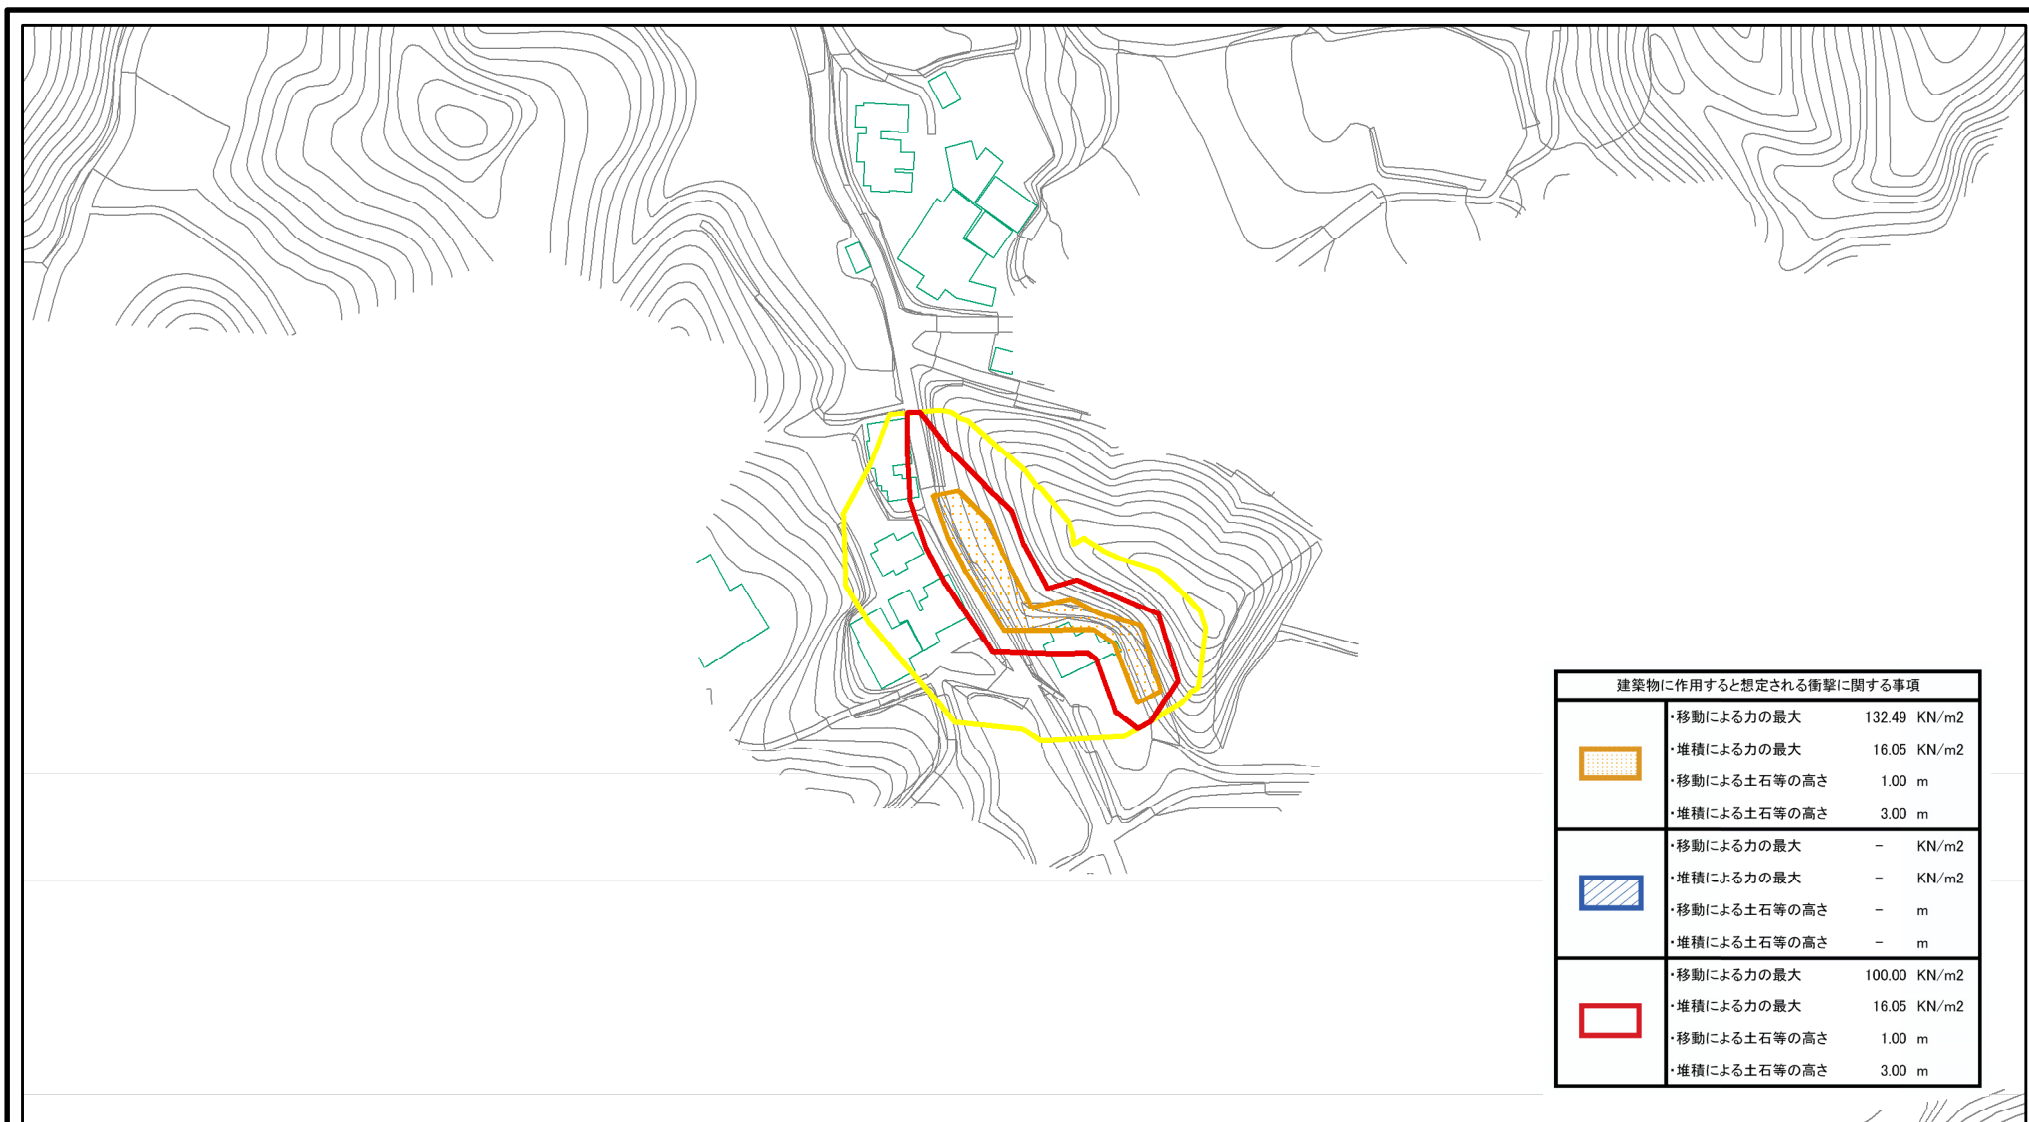 建築物に作用すると想定される衝撃に関する事項
・移動による力の最大 132.49 KN/m2
・堆積による力の最大 16.05 KN/m2
・移動による土石等の高さ 1.00 m
・堆積による土石等の高さ 3.00 m
・移動による力の最大 - KN/m2
・堆積による力の最大 - KN/m2
・移動による土石等の高さ - m
・堆積による土石等の高さ - m
・移動による力の最大 100.00 KN/m2
・堆積による力の最大 16.05 KN/m2
・移動による土石等の高さ 1.00 m
・堆積による土石等の高さ 3.00 m